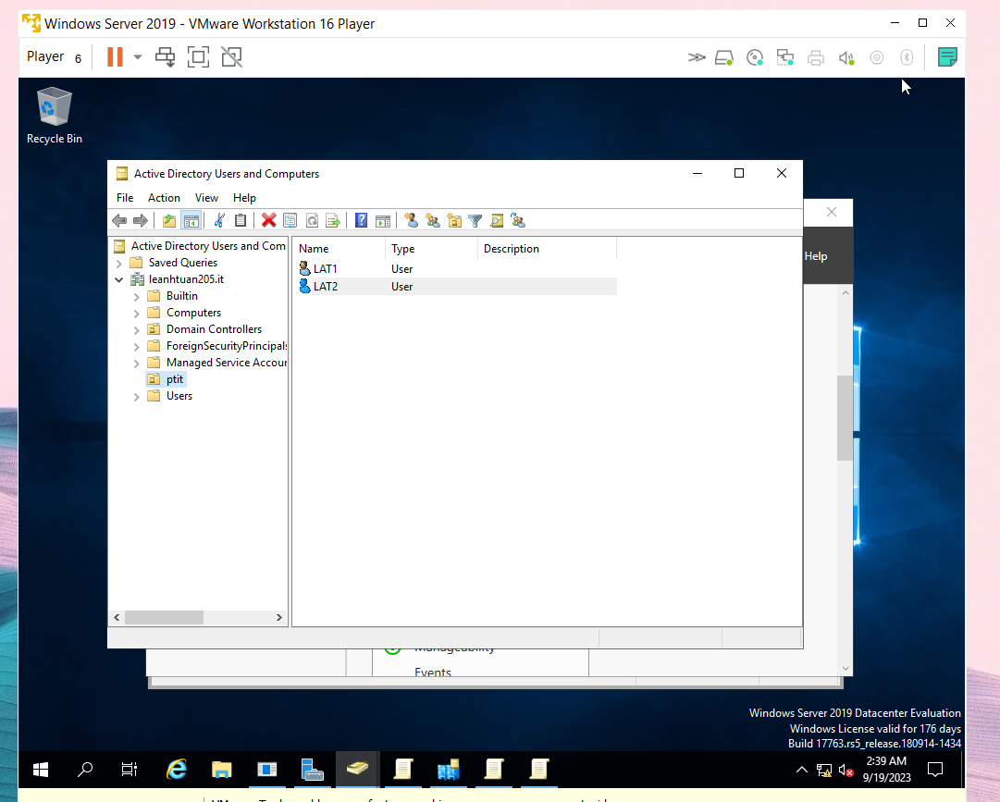 Windows Server 2019 - VMware Workstation 16 Player
Player 6
Recycle Bin
Active Directory Users and Computers
File Action View Help
Active Directory Users and Com
Saved Queries
leanhtuan205.it
Builtin
Computers
Domain Controllers
ForeignSecurityPrincipals
Managed Service Accour
ptit
Users
Name Type Description
LAT1 User
LAT2 User
Help
Manageability
Events
Windows Server 2019 Datacenter Evaluation
Windows License valid for 176 days
Build 17763.rs5_release.180914-1434
2:39 AM
9/19/2023